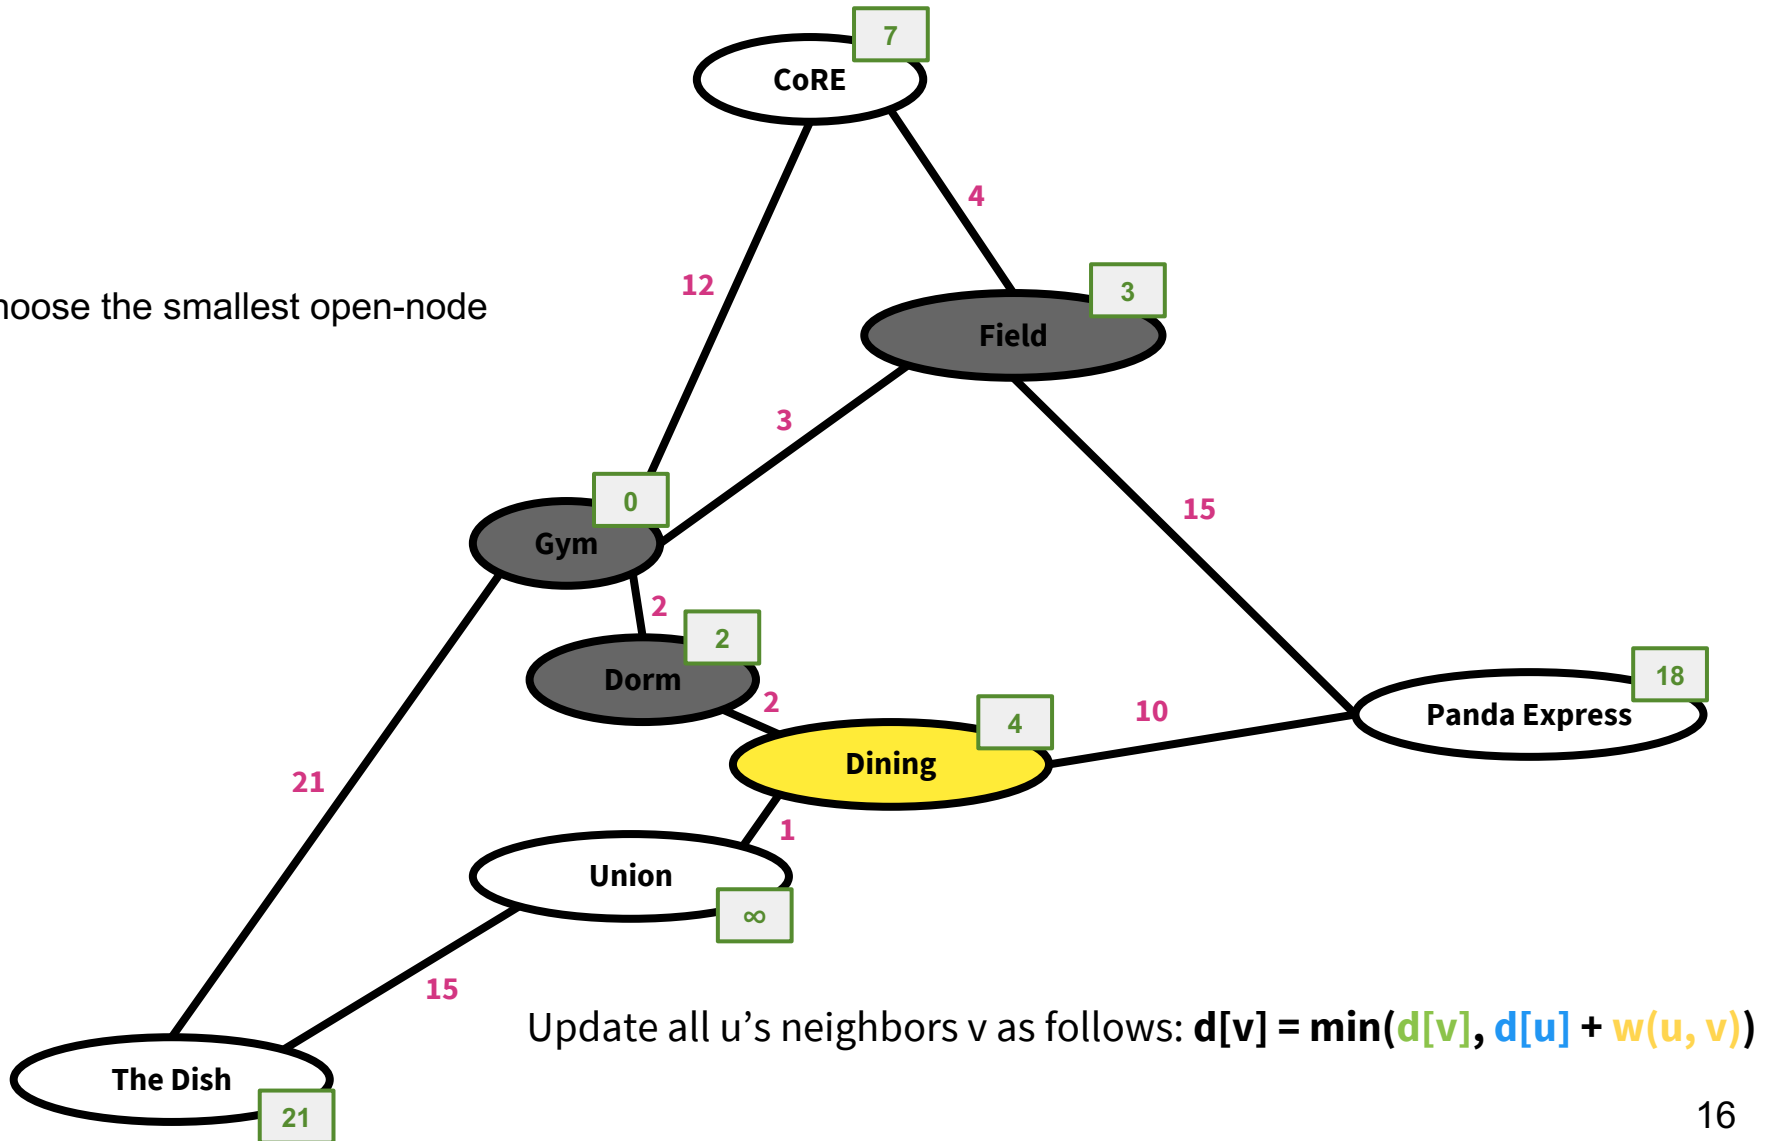 7
CoRE
4
12
3
hoose the smallest open-node
Field
3
15
0
Gym
2
2
Dorm
2
18
4
10
Panda Express
Dining
21
1
Union
∞
15
Update all u’s neighbors v as follows: d[v] = min(d[v], d[u] + w(u, v))
The Dish
21
16